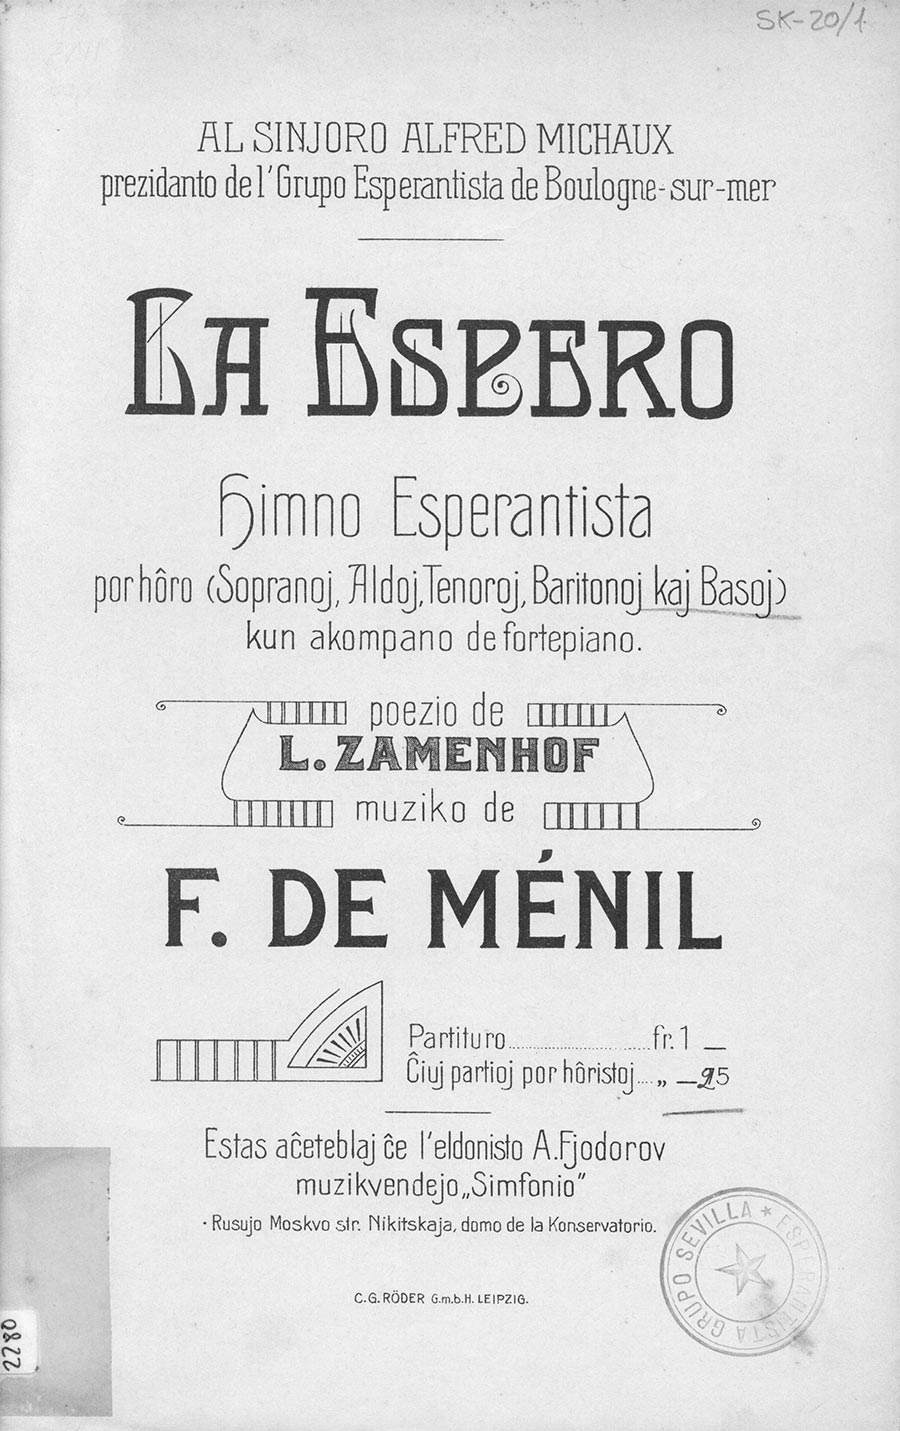 SK-20/1
AL SINJORO ALFRED MICHAUX
prezidanto de l'Grupo Esperantista de Boulogne-sur-mer
LA ESPERO
Himno Esperantista
por hôro (Sopranoj, Aldoj, Tenoroj, Baritonoj kaj Basoj)
kun akompano de fortepiano.
poezio de
L. ZAMENHOF
muziko de
F. DE MÉNIL
Partituro......................fr. 1 —
Ĉiuj partioj por hôristoj.... „ —25
Estas aĉeteblaj ĉe l'eldonisto A. Fjodorov
muzikvendejo „Simfonio"
Rusujo Moskvo str. Nikitskaja, domo de la Konservatorio.
GRUPO SEVILLA * ESPERANTISTA
C. G. RÖDER G.m.b.H. LEIPZIG.
2280